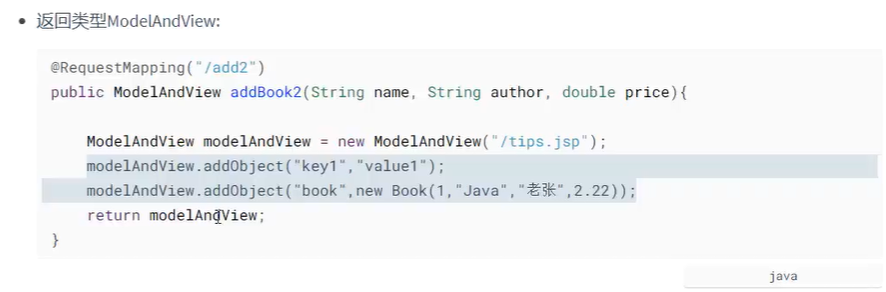 返回类型ModelAndView:
@RequestMapping("/add2")
public ModelAndView addBook2(String name, String author, double price){
ModelAndView modelAndView = new ModelAndView("/tips.jsp");
modelAndView.addObject("key1","value1");
modelAndView.addObject("book",new Book(1,"Java","老张",2.22));
return modelAndView;
}
java